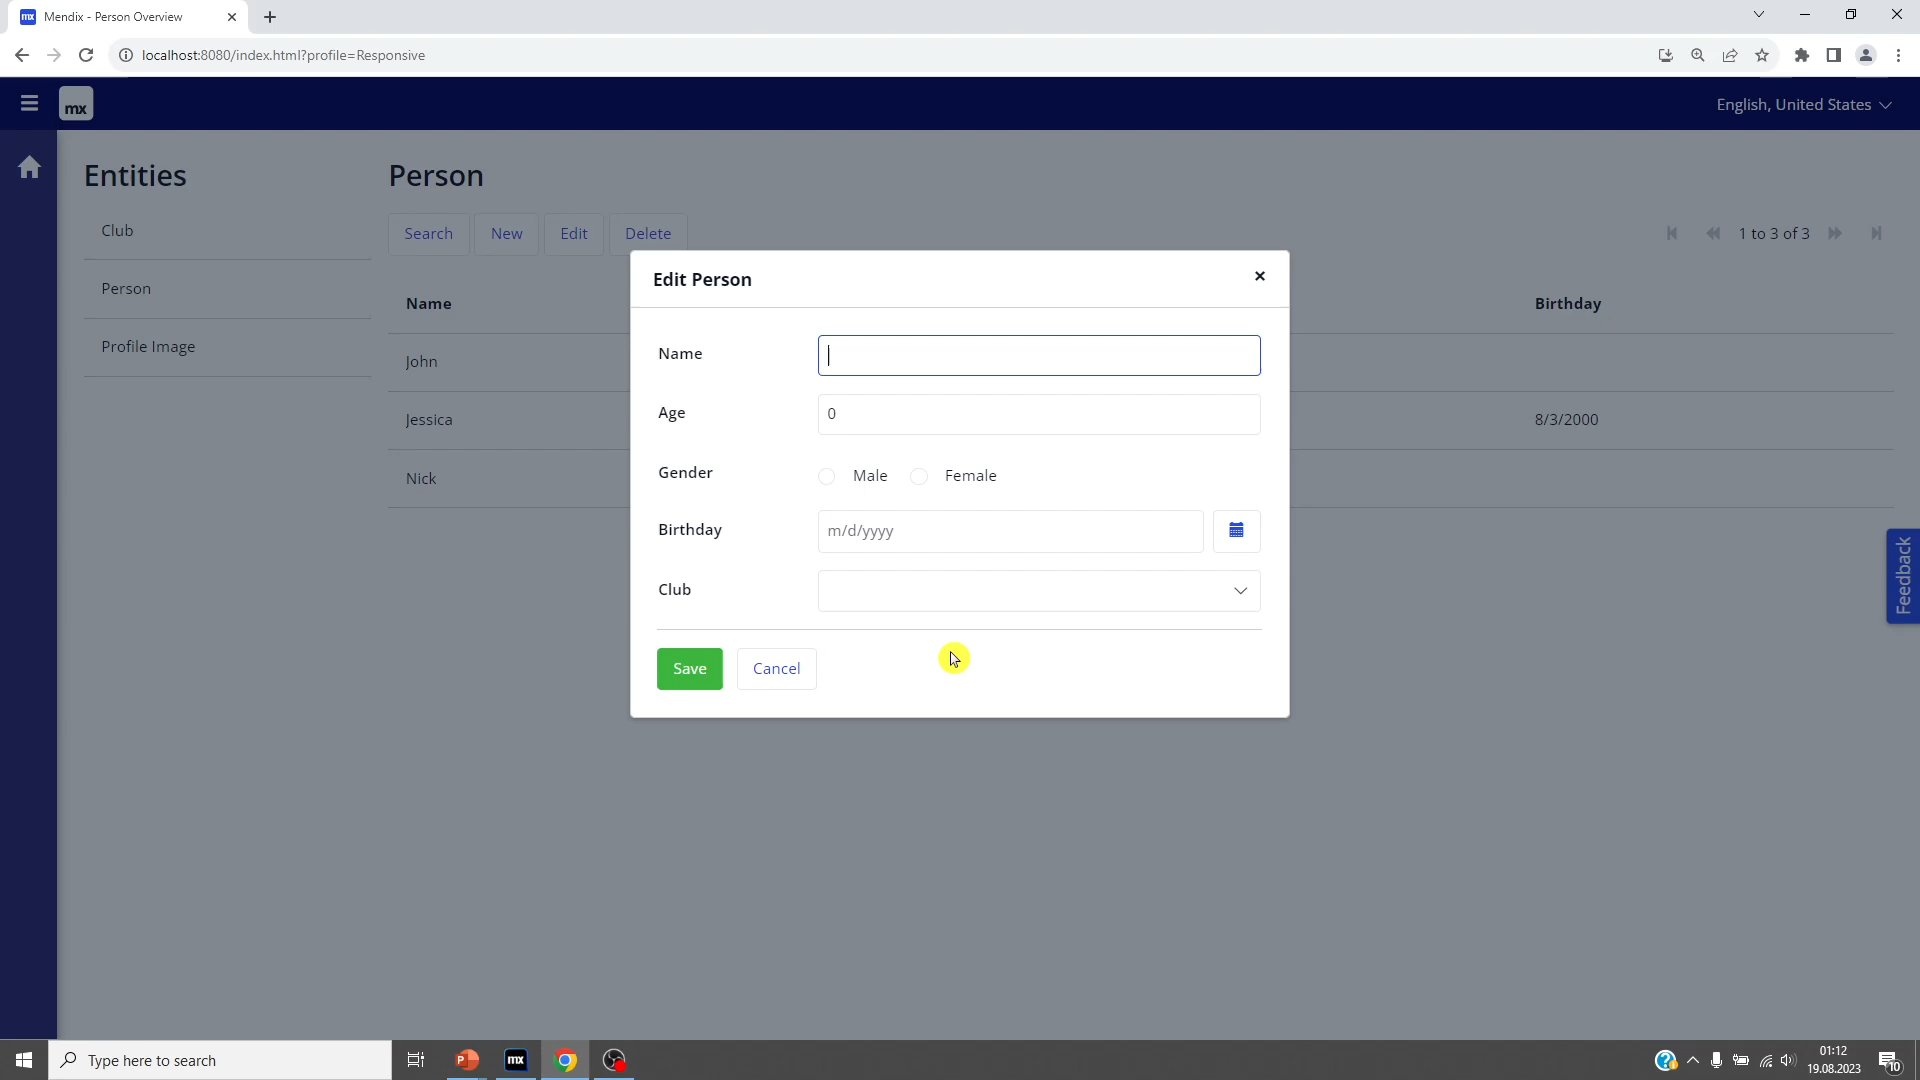 mx Mendix - Person Overview
localhost:8080/index.html?profile=Responsive
mx
English, United States
Entities
Club
Person
Profile Image
Person
Search
New
Edit
Delete
1 to 3 of 3
Name
Birthday
John
Jessica
8/3/2000
Nick
Edit Person
Name
Age
0
Gender
Male
Female
Birthday
m/d/yyyy
Club
Save
Cancel
Feedback
Type here to search
P
mx
?
01:12
19.08.2023
10